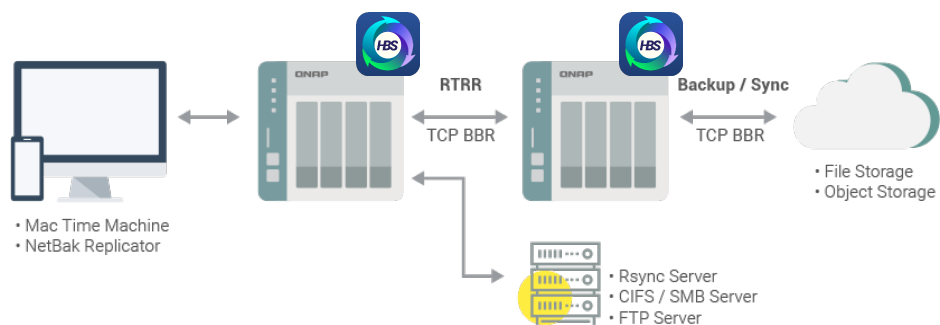 HBS
HBS
QNAP
QNAP
RTRR
Backup / Sync
TCP BBR
TCP BBR
• File Storage
• Object Storage
• Mac Time Machine
• NetBak Replicator
• Rsync Server
• CIFS / SMB Server
• FTP Server